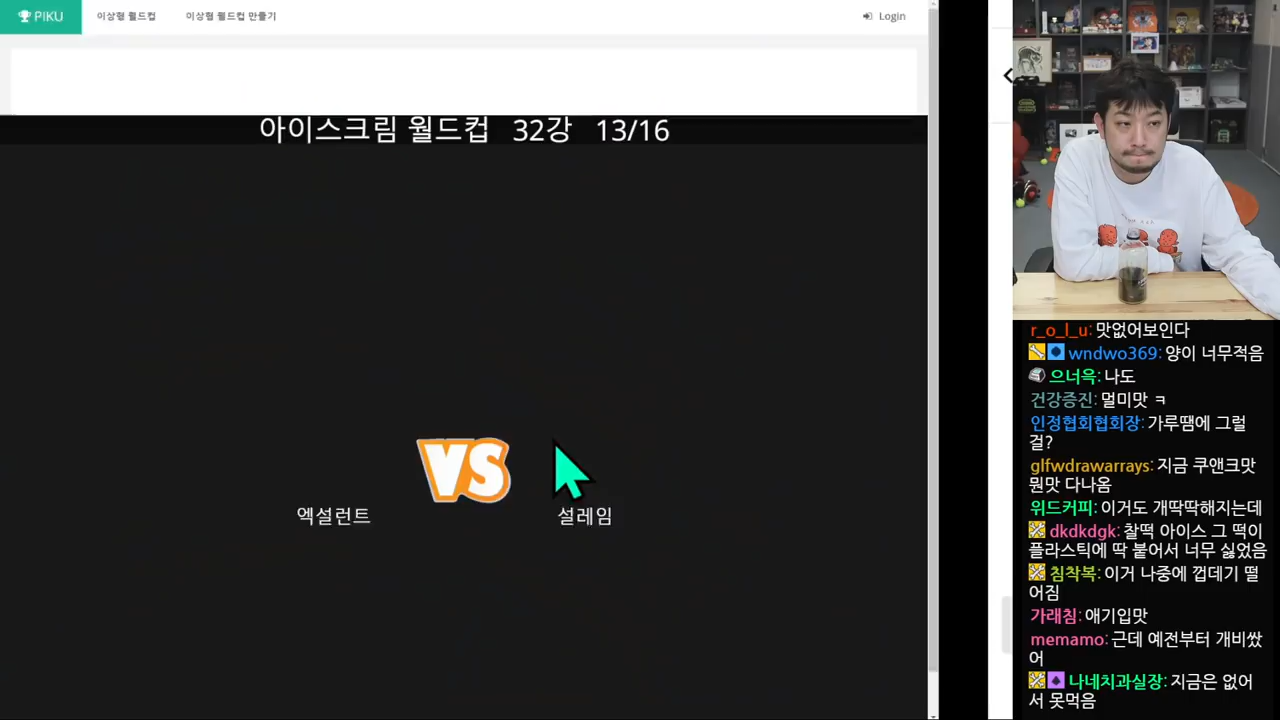 PIKU 이상형 월드컵 이상형 월드컵 만들기 Login
아이스크림 월드컵 32강 13/16
VS
엑설런트 설레임
r_o_l_u: 맛없어보인다
wndwo369: 양이 너무적음
으너윽: 나도
건강증진: 멀미맛 ㅋ
인정협회협회장: 가루땜에 그럴
걸?
glfwdrawarrays: 지금 쿠앤크맛
뭔맛 다나옴
위드커피: 이거도 개딱딱해지는데
dkdkdgk: 찰떡 아이스 그 떡이
플라스틱에 딱 붙어서 너무 싫었음
침착복: 이거 나중에 껍데기 떨
어짐
가래침: 애기입맛
memamo: 근데 예전부터 개비쌌
어
나네치과실장: 지금은 없어
서 못먹음